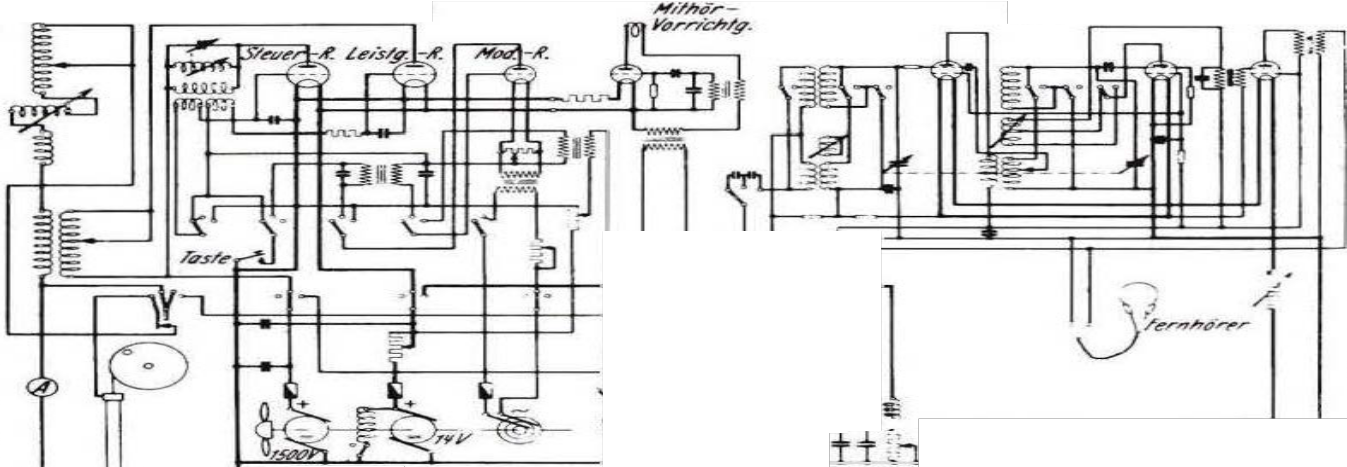 Mithör-
Vorrichtg.
Steuer-R. Leistg.-R. Mod.-R.
Taste
Fernhörer
A
+
+
~
14V
1500V